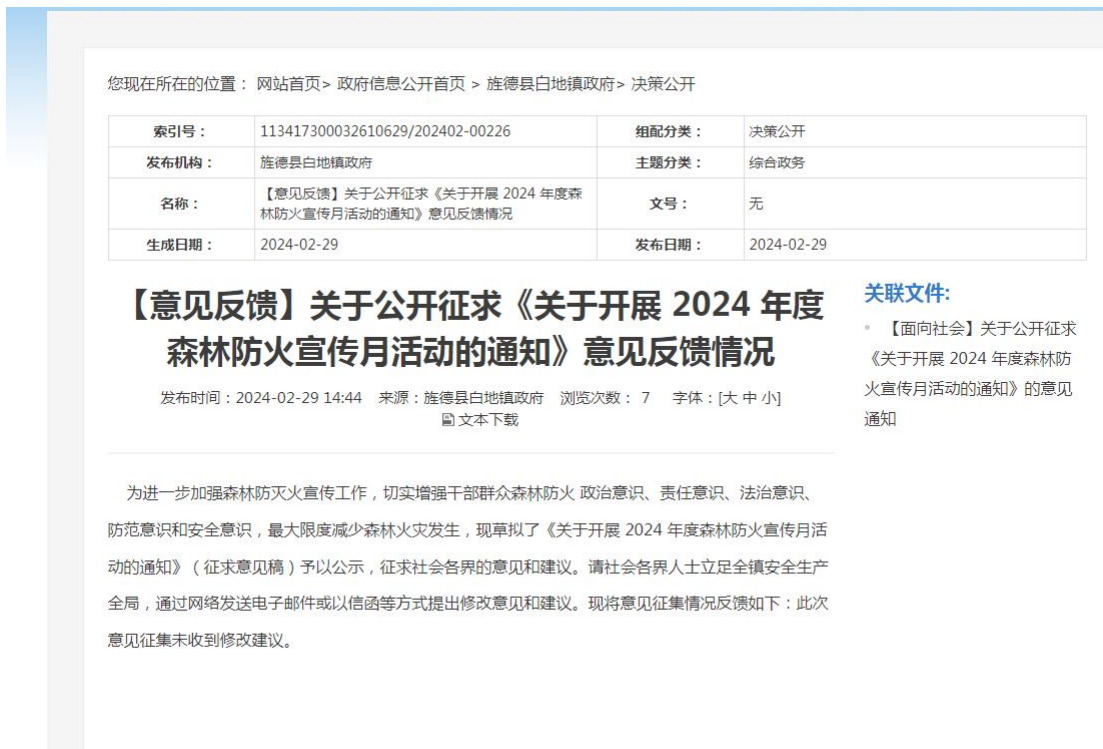 您现在所在的位置： 网站首页> 政府信息公开首页 > 旌德县白地镇政府> 决策公开
索引号： 113417300032610629/202402-00226 组配分类： 决策公开
发布机构： 旌德县白地镇政府 主题分类： 综合政务
名称： 【意见反馈】关于公开征求《关于开展 2024 年度森
林防火宣传月活动的通知》意见反馈情况 文号： 无
生成日期： 2024-02-29 发布日期： 2024-02-29
【意见反馈】关于公开征求《关于开展 2024 年度
森林防火宣传月活动的通知》意见反馈情况
发布时间：2024-02-29 14:44 来源：旌德县白地镇政府 浏览次数： 7 字体：[大 中 小]
文本下载
为进一步加强森林防灭火宣传工作，切实增强干部群众森林防火 政治意识、责任意识、法治意识、
防范意识和安全意识，最大限度减少森林火灾发生，现草拟了《关于开展 2024 年度森林防火宣传月活
动的通知》（征求意见稿）予以公示，征求社会各界的意见和建议。请社会各界人士立足全镇安全生产
全局，通过网络发送电子邮件或以信函等方式提出修改意见和建议。现将意见征集情况反馈如下：此次
意见征集未收到修改建议。
关联文件:
【面向社会】关于公开征求
《关于开展 2024 年度森林防
火宣传月活动的通知》的意见
通知